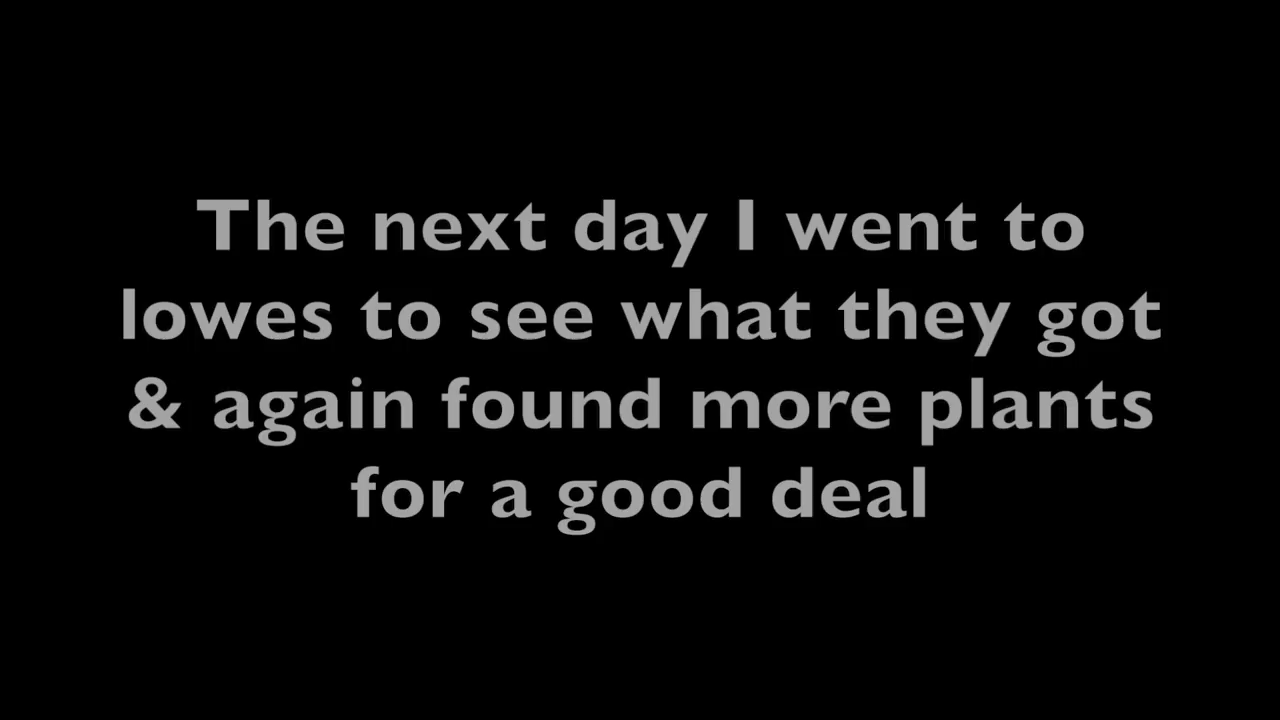 The next day I went to
lowes to see what they got
& again found more plants
for a good deal